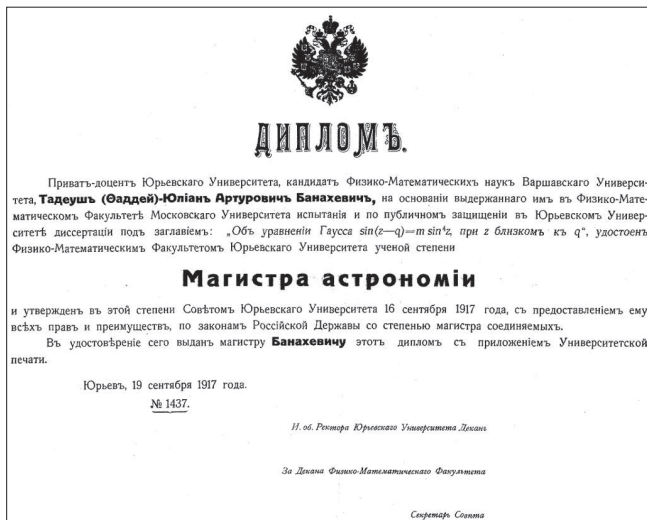 ДИПЛОМЪ.
Приватъ-доцент Юрьевскаго Университета, кандидат Физико-Математическихъ наук Варшавскаго Универси-
тета, Тадеушъ (Ѳаддей)-Юліанъ Артуровичъ Банахевичъ, на основаніи выдержаннаго имъ въ Физико-Мате-
матическомъ Факультетѣ Московскаго Университета испытанія и по публичномъ защищеніи въ Юрьевскомъ Универ-
ситетѣ диссертаціи подъ заглавіемъ: „Объ уравненіи Гаусса sin(z—q)=m sin⁴z, при z близкомъ къ q“, удостоенъ
Физико-Математическимъ Факультетомъ Юрьевскаго Университета ученой степени
Магистра астрономіи
и утвержденъ въ этой степени Совѣтомъ Юрьевскаго Университета 16 сентября 1917 года, съ предоставленіемъ ему
всѣхъ правъ и преимуществъ, по законамъ Россійской Державы со степенью магистра соединяемыхъ.
Въ удостовѣреніе сего выданъ магистру Банахевичу этотъ дипломъ съ приложеніемъ Университетской
печати.
Юрьевъ, 19 сентября 1917 года.
№ 1437.
И. об. Ректора Юрьевскаго Университета Деканъ
За Декана Физико-Математическаго Факультета
Секретарь Совѣта